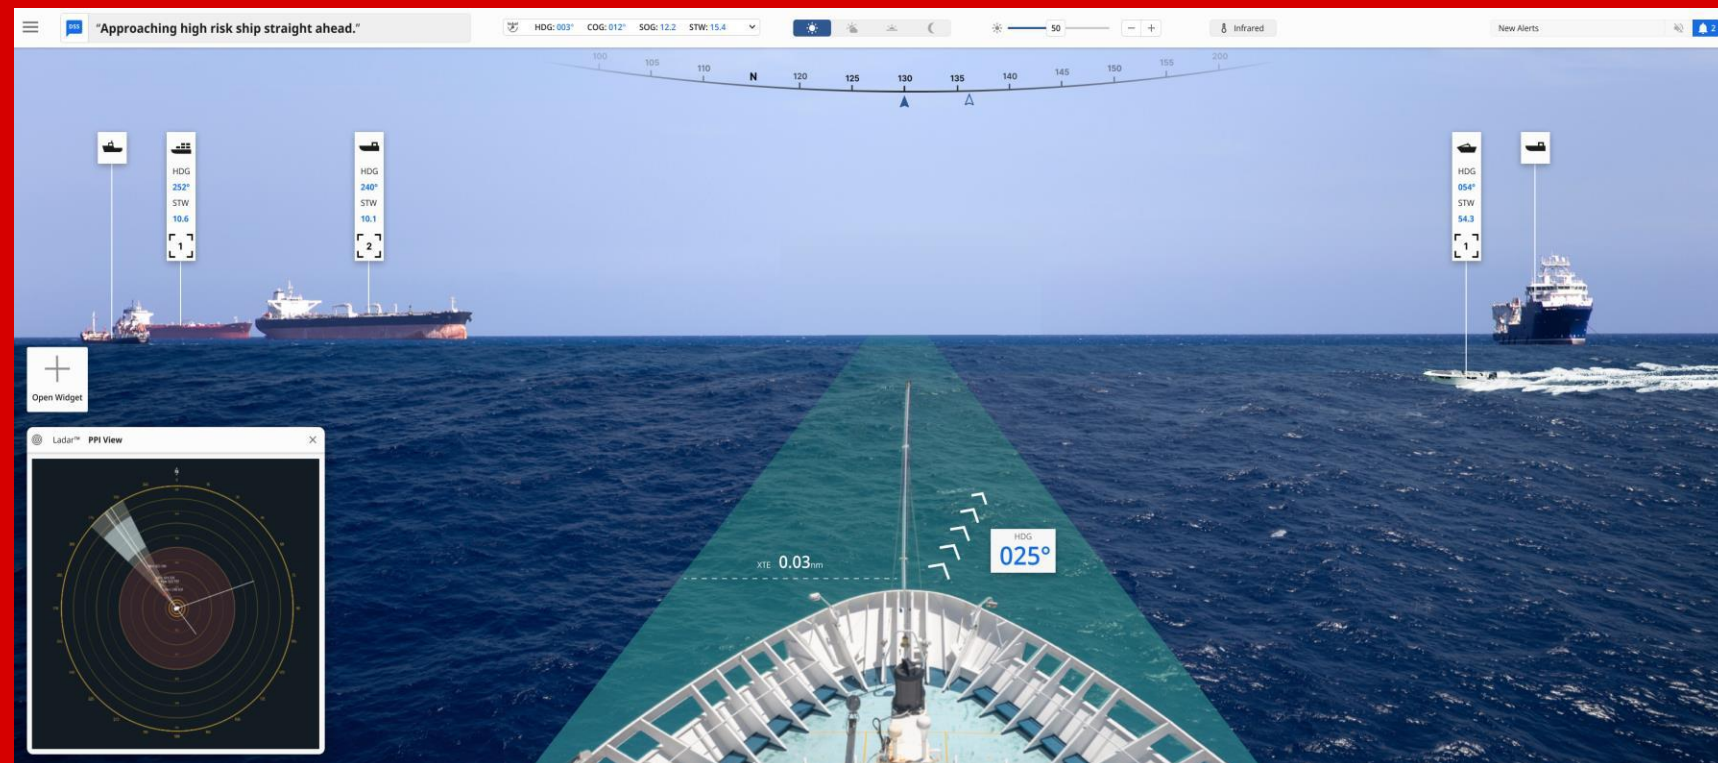 DSS
“Approaching high risk ship straight ahead.”
HDG: 003° COG: 012° SOG: 12.2 STW: 15.4
50
− +
Infrared
New Alerts
2
100 105 110 N 120 125 130 135 140 145 150 155 200
HDG
252°
STW
10.6
1
HDG
240°
STW
10.1
2
HDG
054°
STW
54.3
1
Open Widget
Ladar™ PPI View
XTE 0.03nm
HDG
025°